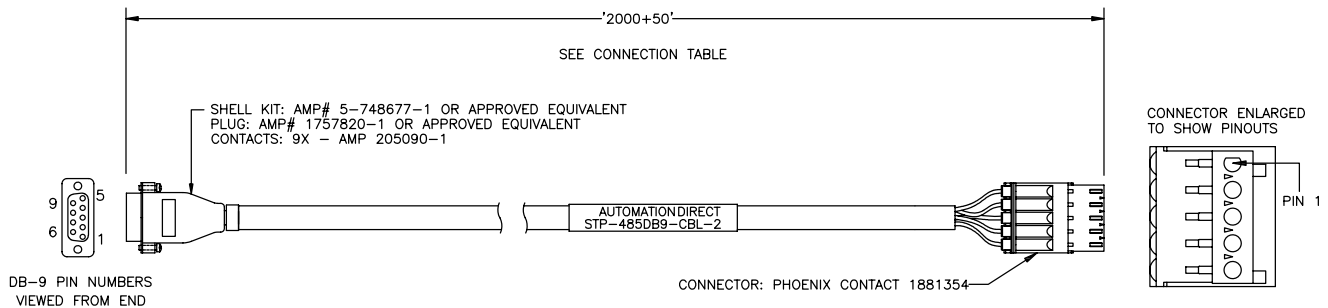 '2000+50'
SEE CONNECTION TABLE
SHELL KIT: AMP# 5-748677-1 OR APPROVED EQUIVALENT
PLUG: AMP# 1757820-1 OR APPROVED EQUIVALENT
CONTACTS: 9X - AMP 205090-1
CONNECTOR ENLARGED
TO SHOW PINOUTS
9
5
6
1
AUTOMATIONDIRECT
STP-485DB9-CBL-2
PIN 1
DB-9 PIN NUMBERS
VIEWED FROM END
CONNECTOR: PHOENIX CONTACT 1881354